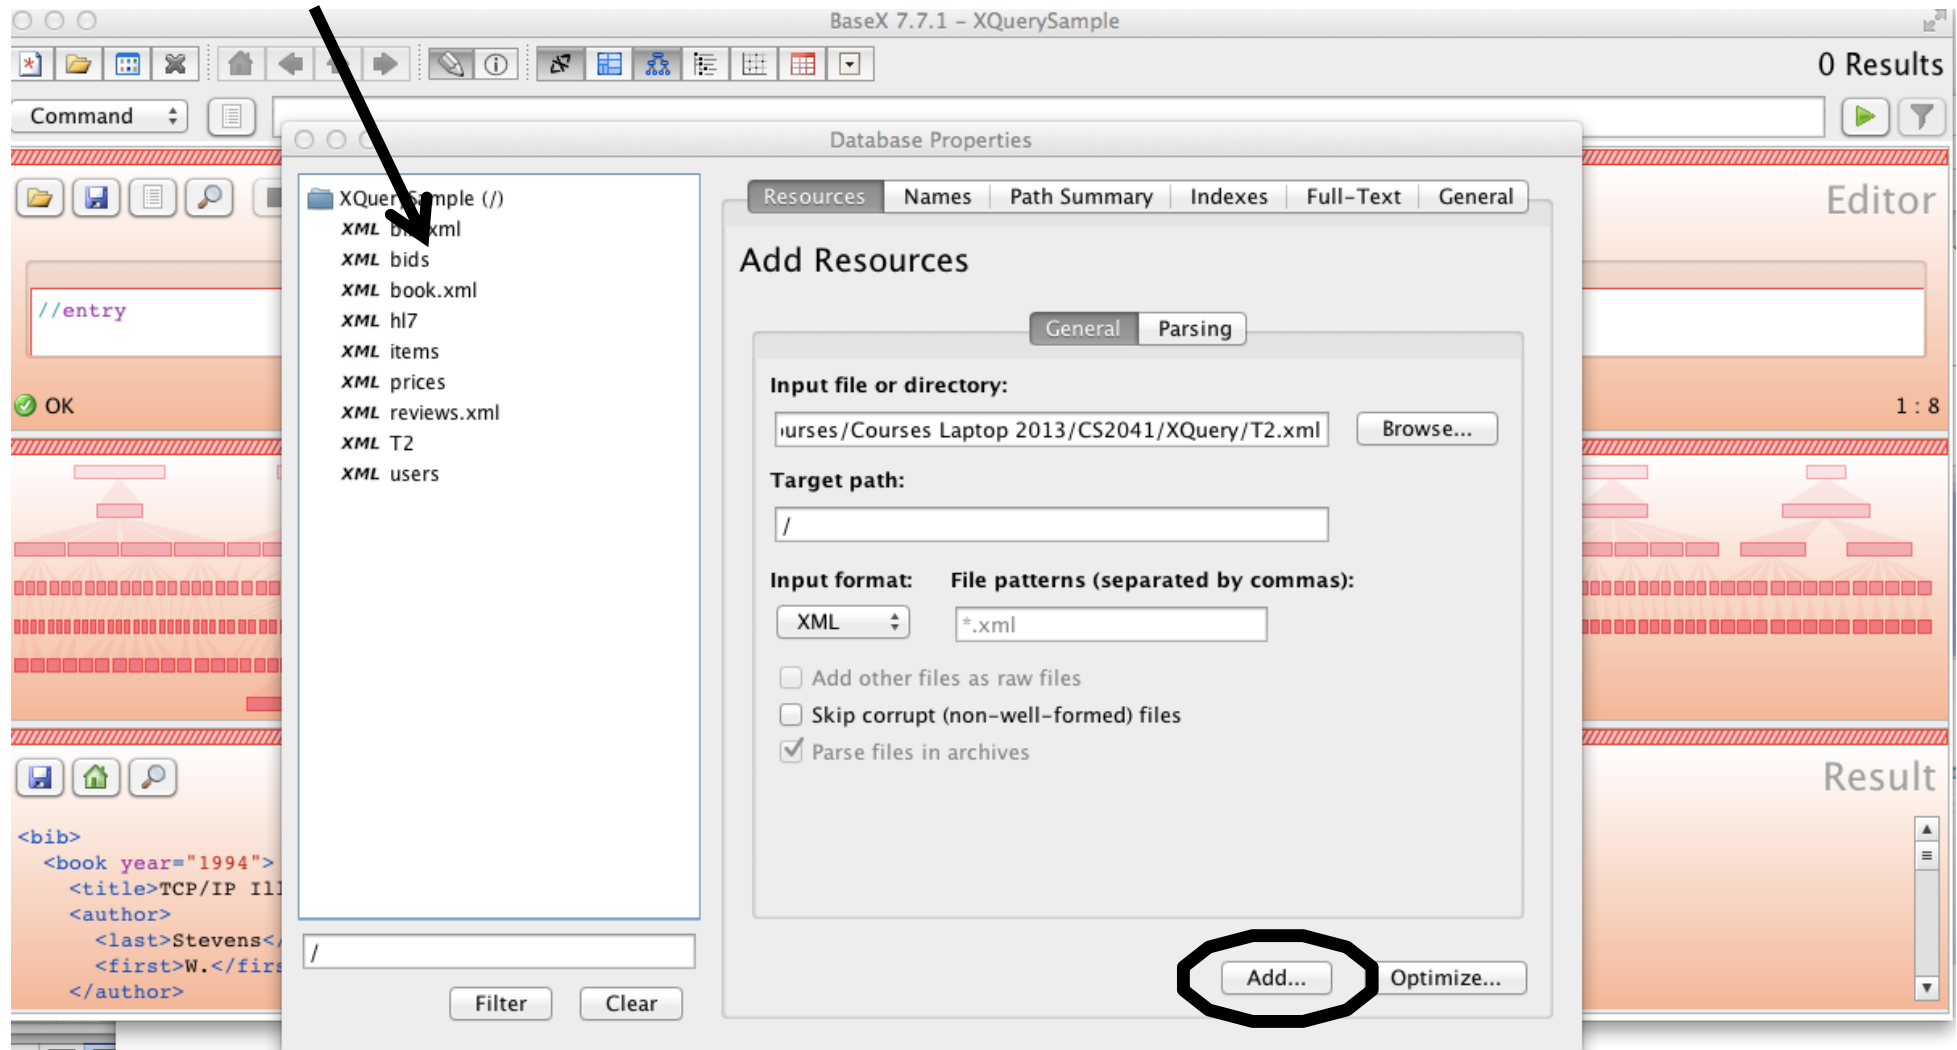 BaseX 7.7.1 – XQuerySample
0 Results
Command
Database Properties
Editor
//entry
OK
1 : 8
XQuerySample (/)
XML
XML bids
XML book.xml
XML hl7
XML items
XML prices
XML reviews.xml
XML T2
XML users
/
Filter Clear
Resources Names Path Summary Indexes Full-Text General
Add Resources
General Parsing
Input file or directory:
urses/Courses Laptop 2013/CS2041/XQuery/T2.xml Browse...
Target path:
/
Input format: File patterns (separated by commas):
XML *.xml
Add other files as raw files
Skip corrupt (non-well-formed) files
Parse files in archives
Add... Optimize...
Result
<bib>
<book year="1994">
<title>TCP/IP Ill
<author>
<last>Stevens</
<first>W.</firs
</author>